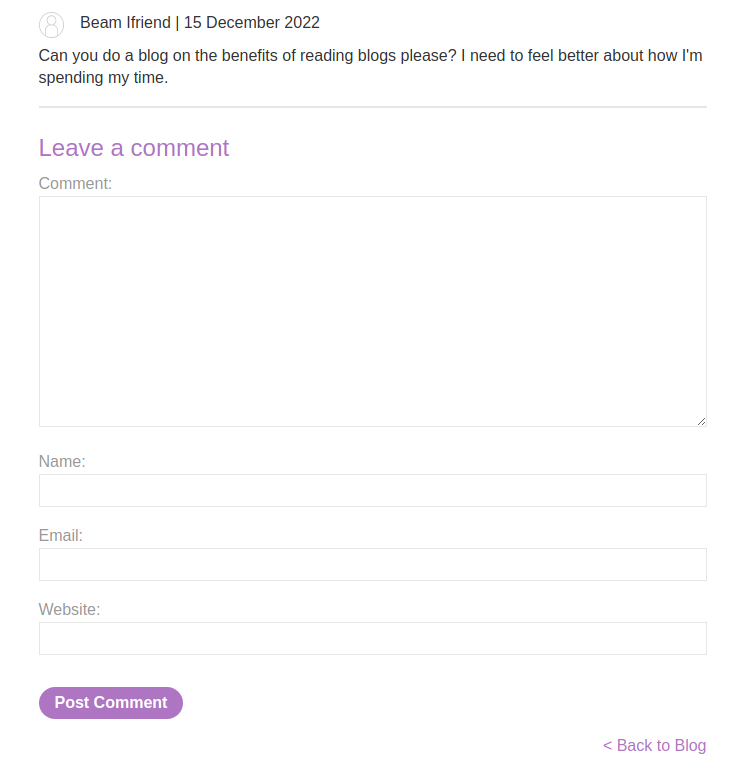 Beam Ifriend | 15 December 2022
Can you do a blog on the benefits of reading blogs please? I need to feel better about how I'm
spending my time.
Leave a comment
Comment:
Name:
Email:
Website:
Post Comment
< Back to Blog